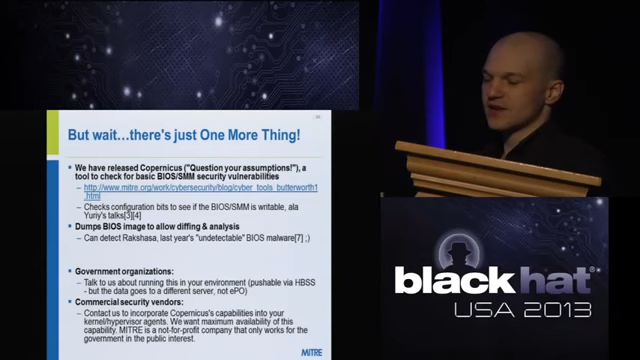 But wait…there's just One More Thing!
We have released Copernicus ("Question your assumptions!"), a
tool to check for basic BIOS/SMM security vulnerabilities
– http://www.mitre.org/work/cybersecurity/blog/cyber_tools_butterworth1
.html
– Checks configuration bits to see if the BIOS/SMM is writable, ala
Yuriy's talks[3][4]
Dumps BIOS image to allow diffing & analysis
– Can detect Rakshasa, last year's "undetectable" BIOS malware[7] ;)
Government organizations:
– Talk to us about running this in your environment (pushable via HBSS
- but the data goes to a different server, not ePO)
Commercial security vendors:
– Contact us to incorporate Copernicus's capabilities into your
kernel/hypervisor agents. We want maximum availability of this
capability. MITRE is a not-for-profit company that only works for the
government in the public interest.
MITRE
black hat®
USA 2013